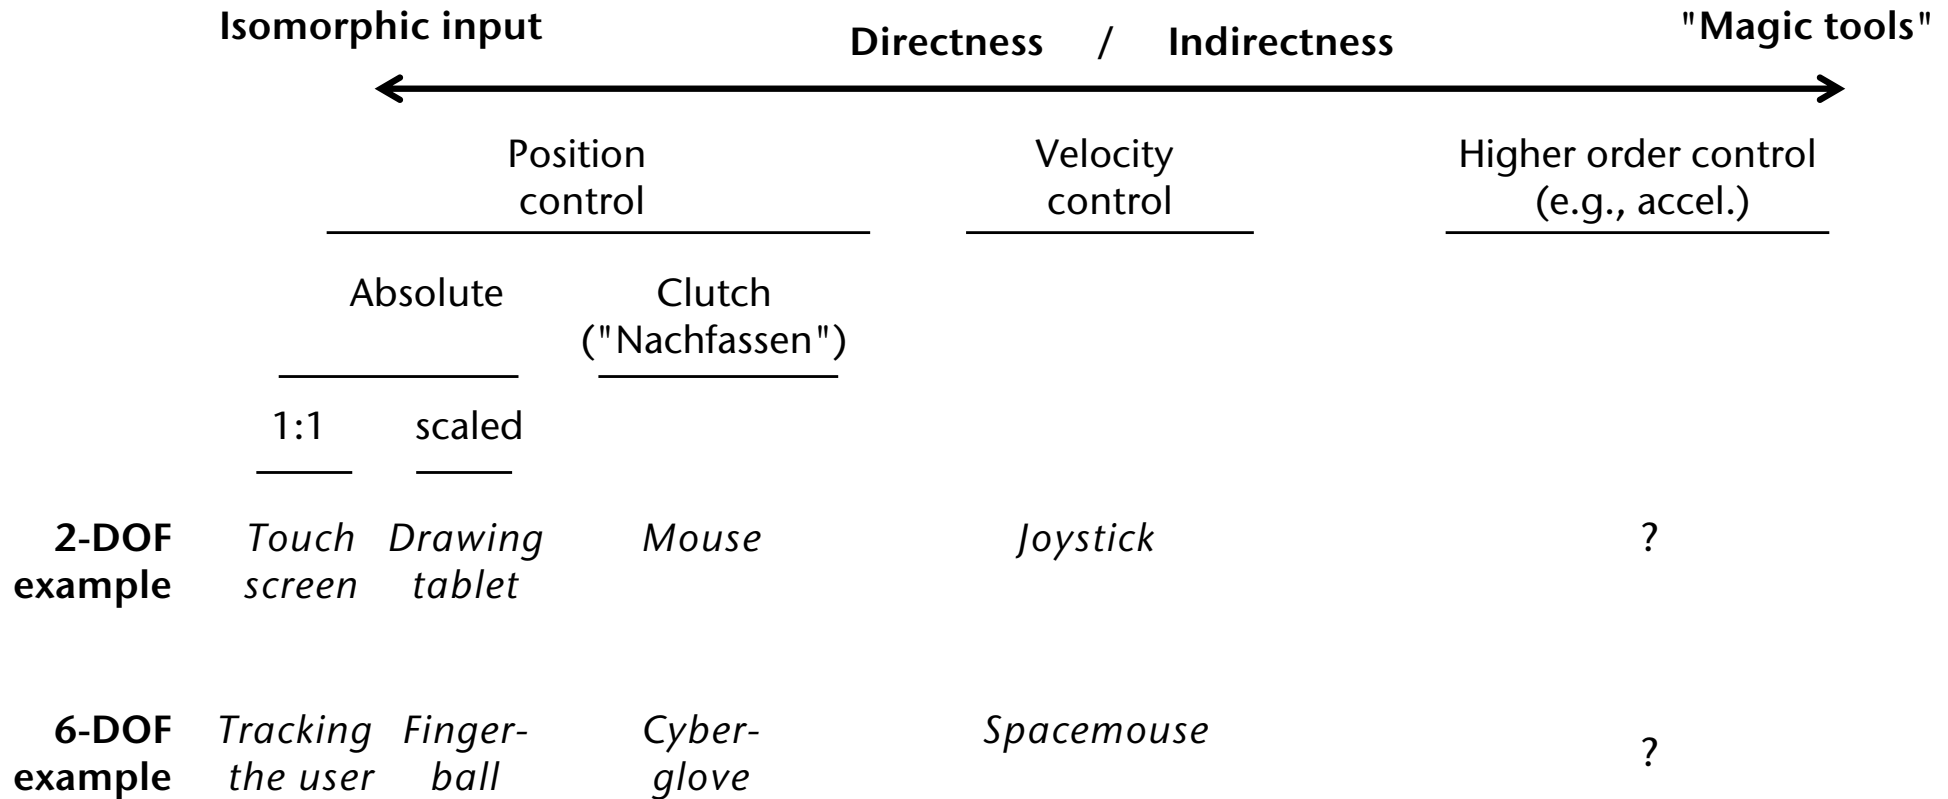 Isomorphic input
Directness / Indirectness
"Magic tools"
Position
control
Velocity
control
Higher order control
(e.g., accel.)
Absolute
Clutch
("Nachfassen")
1:1
scaled
2-DOF
example
Touch
screen
Drawing
tablet
Mouse
Joystick
?
6-DOF
example
Tracking
the user
Finger-
ball
Cyber-
glove
Spacemouse
?